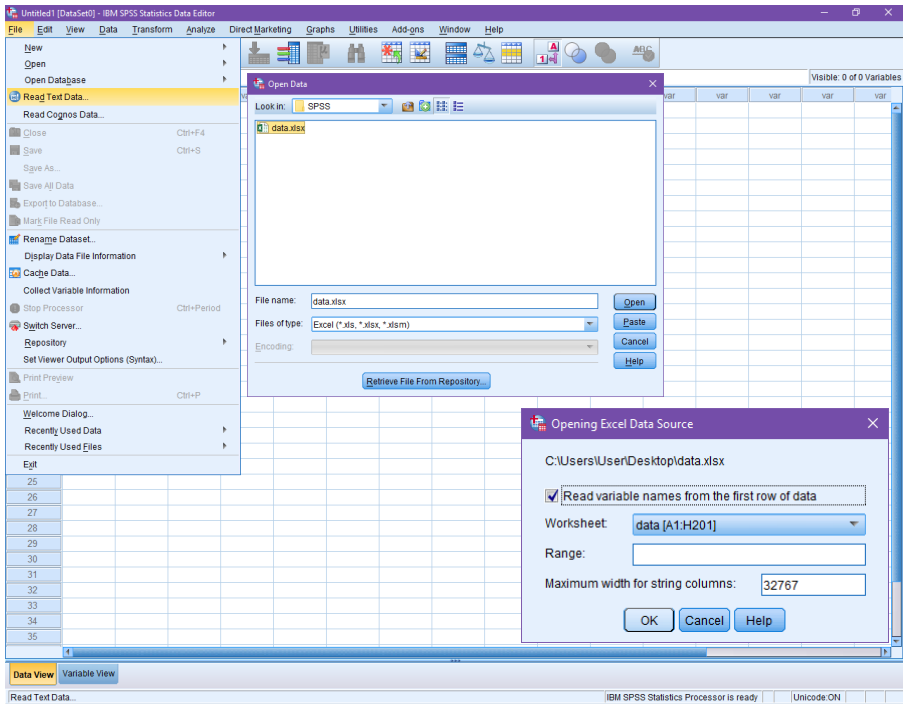 Untitled1 [DataSet0] - IBM SPSS Statistics Data Editor
File Edit View Data Transform Analyze Direct Marketing Graphs Utilities Add-ons Window Help
New
Open
Open Database
Read Text Data...
Read Cognos Data...
Close Ctrl+F4
Save Ctrl+S
Save As...
Save All Data
Export to Database...
Mark File Read Only
Rename Dataset...
Display Data File Information
Cache Data...
Collect Variable Information
Stop Processor Ctrl+Period
Switch Server...
Repository
Set Viewer Output Options (Syntax)...
Print Preview
Print... Ctrl+P
Welcome Dialog...
Recently Used Data
Recently Used Files
Exit
Visible: 0 of 0 Variables
var var var var var
Open Data
Look in: SPSS
data.xlsx
File name: data.xlsx Open
Files of type: Excel (*.xls, *.xlsx, *.xlsm) Paste
Encoding: Cancel
Help
Retrieve File From Repository...
Opening Excel Data Source
C:\Users\User\Desktop\data.xlsx
Read variable names from the first row of data
Worksheet: data [A1:H201]
Range:
Maximum width for string columns: 32767
OK Cancel Help
25
26
27
28
29
30
31
32
33
34
35
Data View Variable View
Read Text Data...
IBM SPSS Statistics Processor is ready Unicode:ON